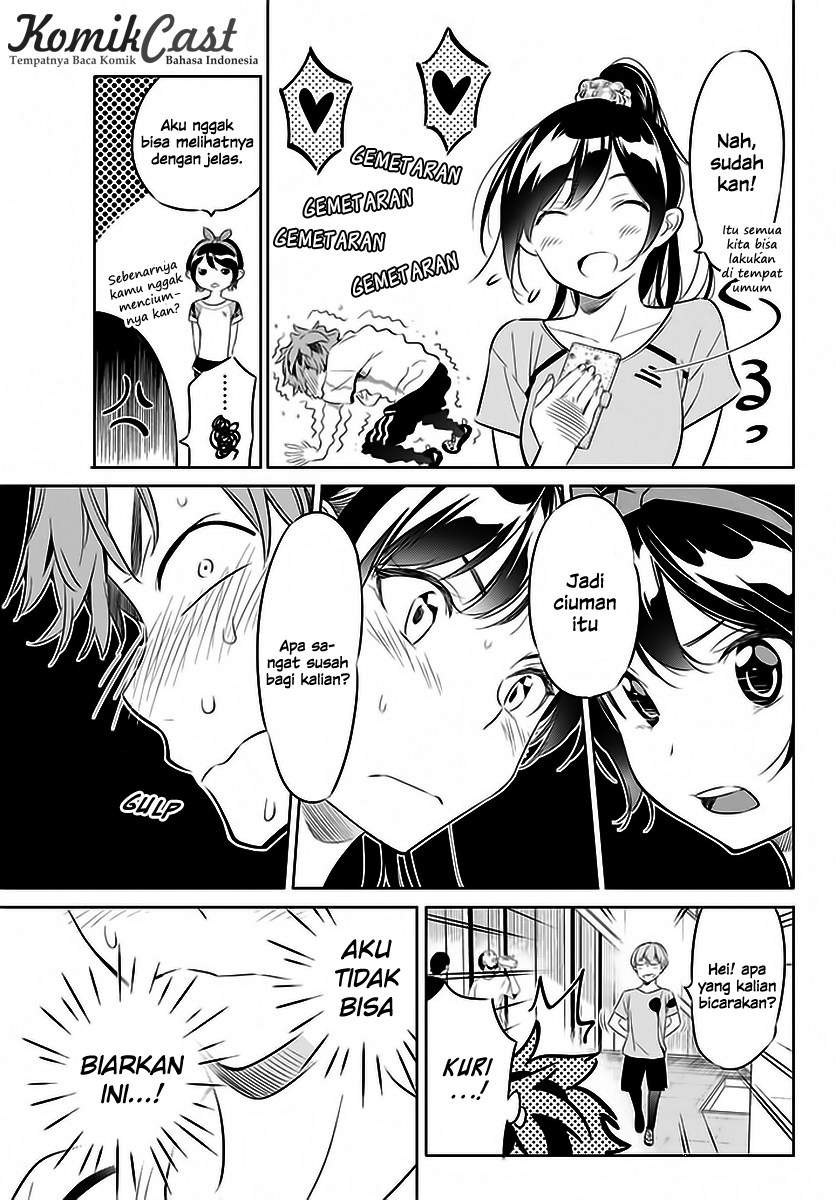 KomikCast
Tempatnya Baca Komik Bahasa Indonesia
Nah,
sudah
kan!
Itu semua
kita bisa
lakukan
di tempat
umum
GEMETARAN
GEMETARAN
GEMETARAN
GEMETARAN
る
っ
Aku nggak
bisa melihatnya
dengan jelas.
Sebenarnya
kamu nggak
mencium-
nya kan?
Jadi
ciuman
itu
Apa sa-
ngat susah
bagi kalian?
GULP
Hei! apa
yang kalian
bicarakan?
KURI
....!
AKU
TIDAK
BISA
BIARKAN
INI...!